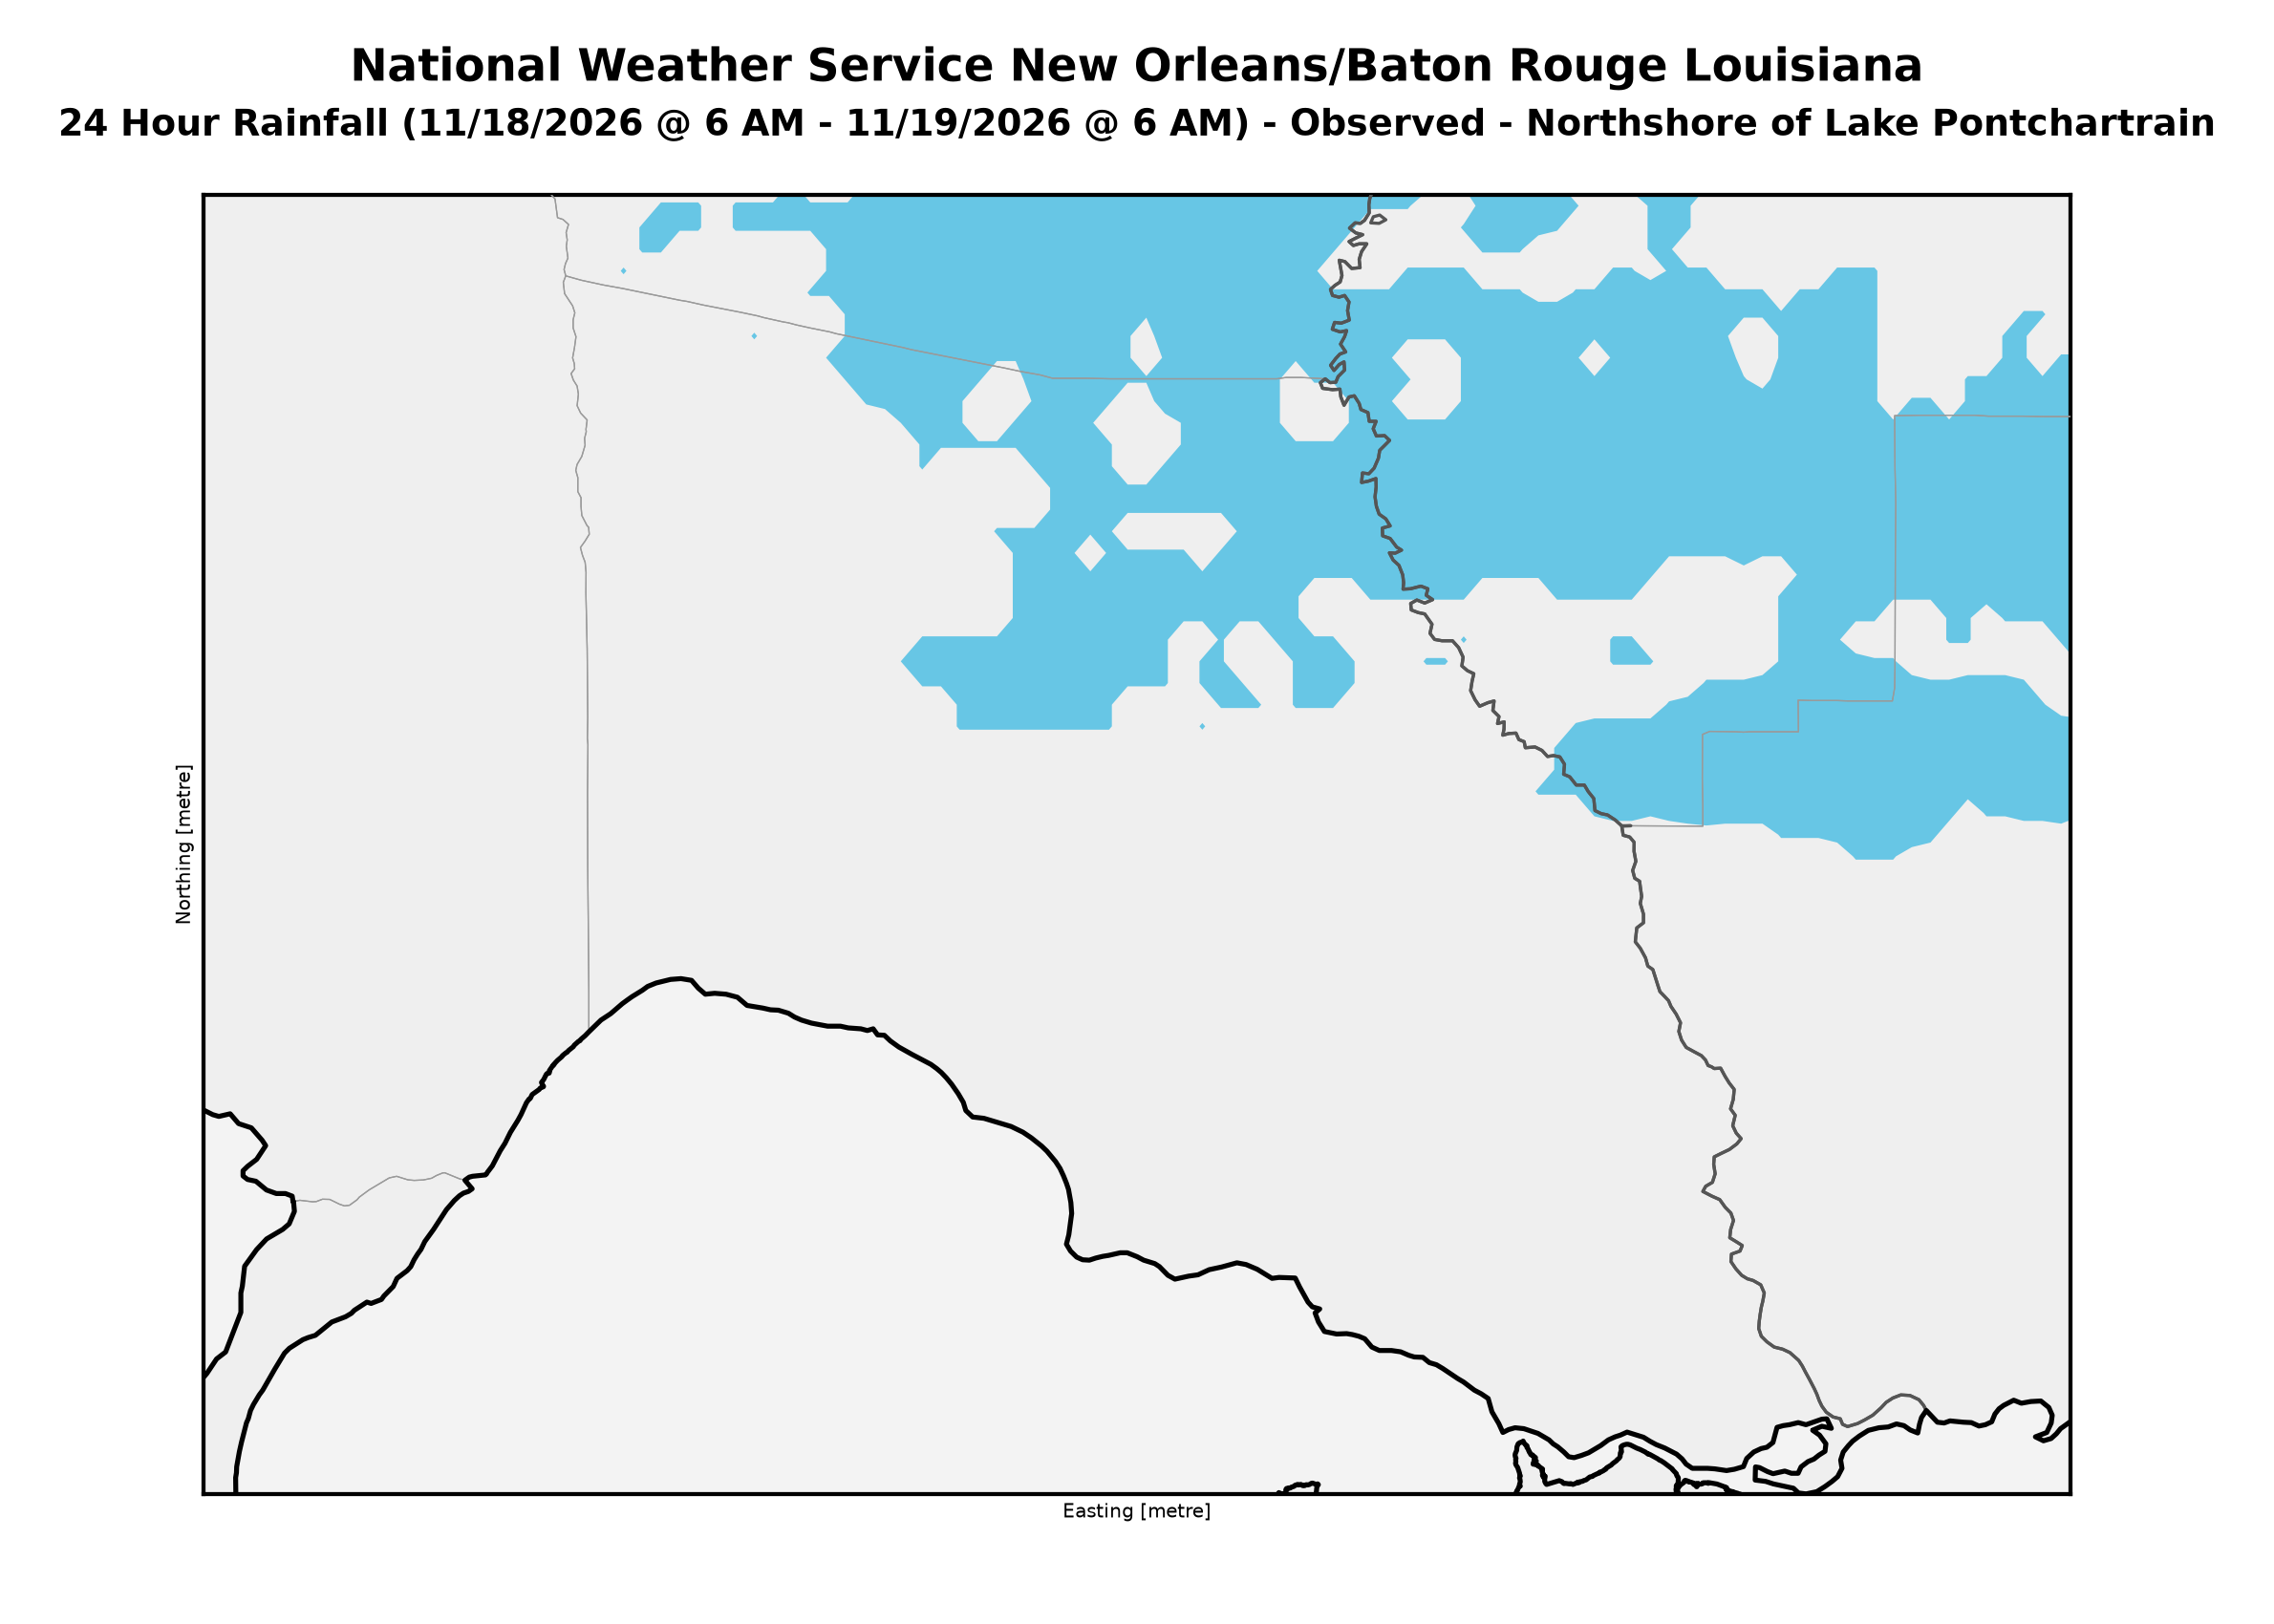 National Weather Service New Orleans/Baton Rouge Louisiana
24 Hour Rainfall (11/18/2026 @ 6 AM - 11/19/2026 @ 6 AM) - Observed - Northshore of Lake Pontchartrain
Northing [metre]
Easting [metre]